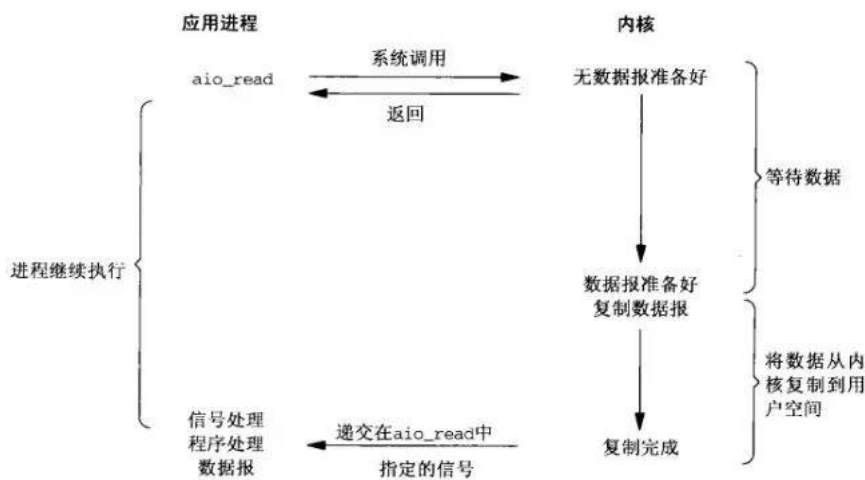 应用进程
内核
系统调用
aio_read
无数据报准备好
返回
等待数据
进程继续执行
数据报准备好
复制数据报
将数据从内
核复制到用
户空间
信号处理
程序处理
数据报
递交在aio_read中
指定的信号
复制完成